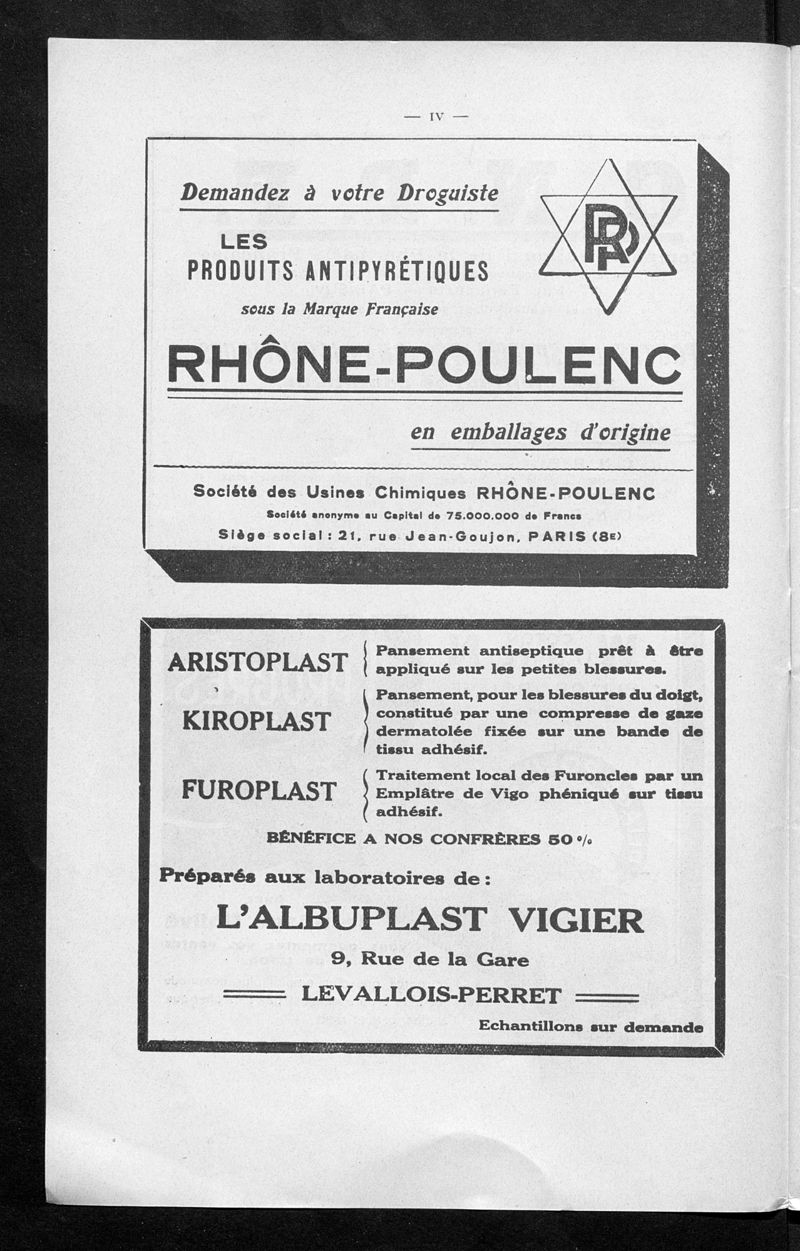 — IV —
Demandez à votre Droguiste
LES
PRODUITS ANTIPYRÉTIQUES
sous la Marque Française
RHÔNE-POULENC
en emballages d'origine
Société des Usines Chimiques RHÔNE-POULENC
Société anonyme au Capital de 75.000.000 de Francs
Siège social : 21, rue Jean-Goujon, PARIS (8E)
ARISTOPLAST
Pansement antiseptique prêt à être
appliqué sur les petites blessures.
KIROPLAST
Pansement, pour les blessures du doigt,
constitué par une compresse de gaze
dermatolée fixée sur une bande de
tissu adhésif.
FUROPLAST
Traitement local des Furoncles par un
Emplâtre de Vigo phéniqué sur tissu
adhésif.
BÉNÉFICE A NOS CONFRÈRES 50 %
Préparés aux laboratoires de :
L'ALBUPLAST VIGIER
9, Rue de la Gare
LEVALLOIS-PERRET
Echantillons sur demande